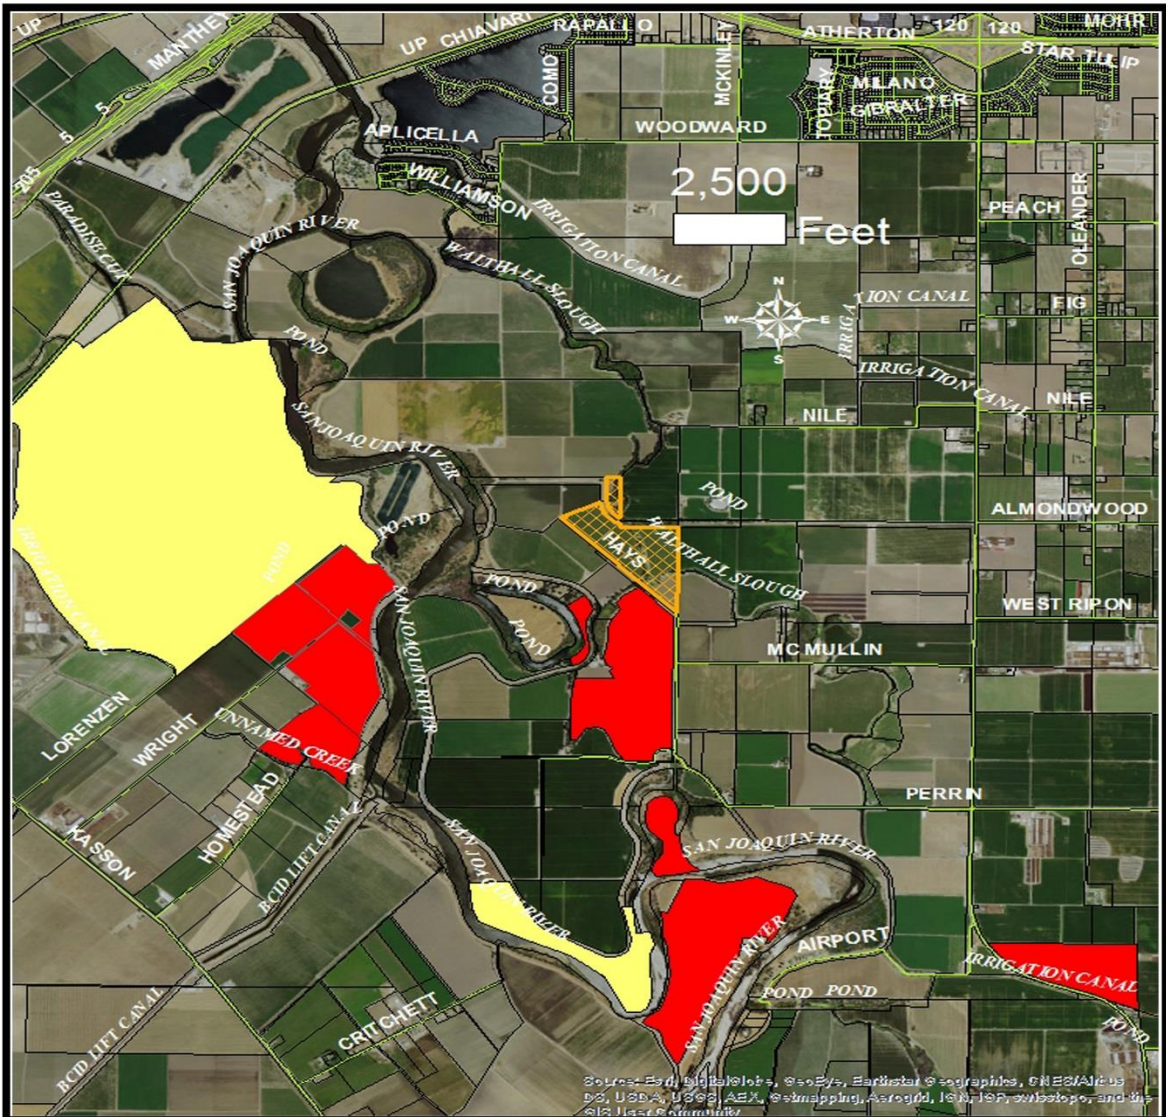 UP
MANTHEY
UP CHIAVARI
RAPALLO
COMO
MCKINLEY
ATHERTON
120
120
MOHR
STAR TULIP
TOPIARY
MILANO
GIBRALTER
WOODWARD
5
5
205
APLICELLA
WILLIAMSON
2,500
Feet
PEACH
OLEANDER
PARADISE CUT
SAN JOAQUIN RIVER
IRRIGATION CANAL
WALTHALL SLOUGH
N
W E
S
IRRIGATION CANAL
FIG
POND
IRRIGATION CANAL
NILE
NILE
SAN JOAQUIN RIVER
POND
ALMONDWOOD
POND
HAYS
WALTHALL SLOUGH
IRRIGATION CANAL
POND
POND
POND
SAN JOAQUIN RIVER
WEST RIPON
MC MULLIN
LORENZEN
WRIGHT
UNNAMED CREEK
HOMESTEAD
KASSON
BCID LIFT CANAL
PERRIN
SAN JOAQUIN RIVER
SAN JOAQUIN RIVER
SAN JOAQUIN RIVER
AIRPORT
IRRIGATION CANAL
POND POND
POND
CRITCHETT
BCID LIFT CANAL
Source: Esri, DigitalGlobe, GeoEye, Earthstar Geographics, CNES/Airbus
DS, USDA, USGS, AEX, Getmapping, Aerogrid, IGN, IGP, swisstopo, and the
GIS User Community